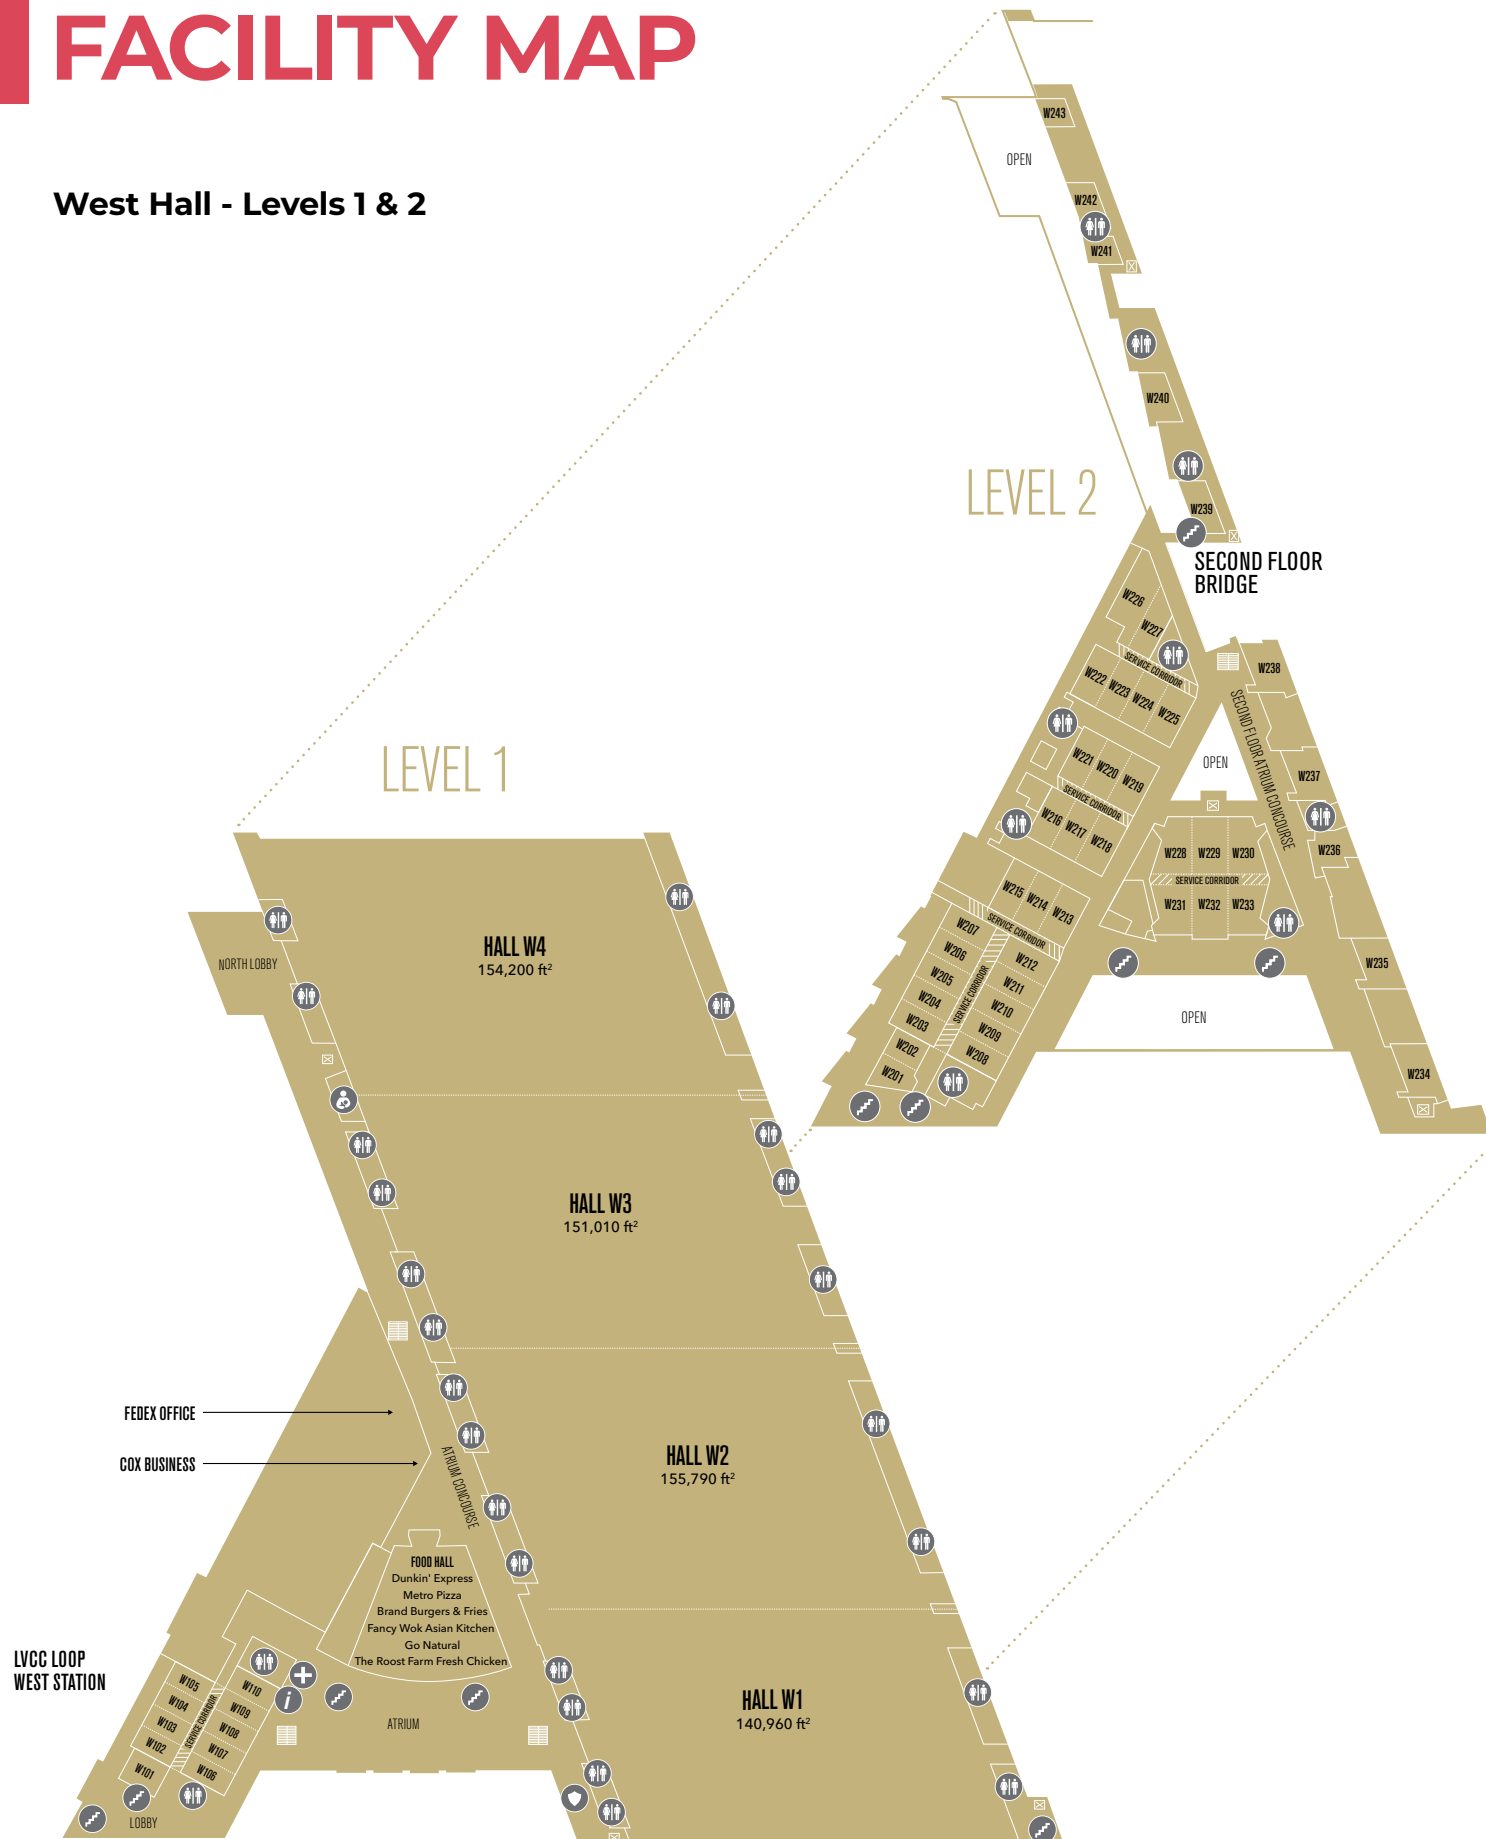 FACILITY MAP
West Hall - Levels 1 & 2
W243
OPEN
W242
W241
W240
LEVEL 2
W239
SECOND FLOOR
BRIDGE
W226
W227
SERVICE CORRIDOR
W222
W223
W224
W225
W238
SECOND FLOOR ATRIUM CONCOURSE
W221
W220
W219
SERVICE CORRIDOR
W216
W217
W218
OPEN
W237
W236
W228
W229
W230
SERVICE CORRIDOR
W231
W232
W233
W215
W214
W213
SERVICE CORRIDOR
W207
W206
W205
W204
W203
W202
W201
SERVICE CORRIDOR
W212
W211
W210
W209
W208
W235
OPEN
W234
LEVEL 1
HALL W4
154,200 ft²
NORTH LOBBY
HALL W3
151,010 ft²
FEDEX OFFICE
COX BUSINESS
ATRIUM CONCOURSE
HALL W2
155,790 ft²
FOOD HALL
Dunkin' Express
Metro Pizza
Brand Burgers & Fries
Fancy Wok Asian Kitchen
Go Natural
The Roost Farm Fresh Chicken
LVCC LOOP
WEST STATION
W105
W104
W103
W102
W101
SERVICE CORRIDOR
W110
W109
W108
W107
W106
i
ATRIUM
LOBBY
HALL W1
140,960 ft²